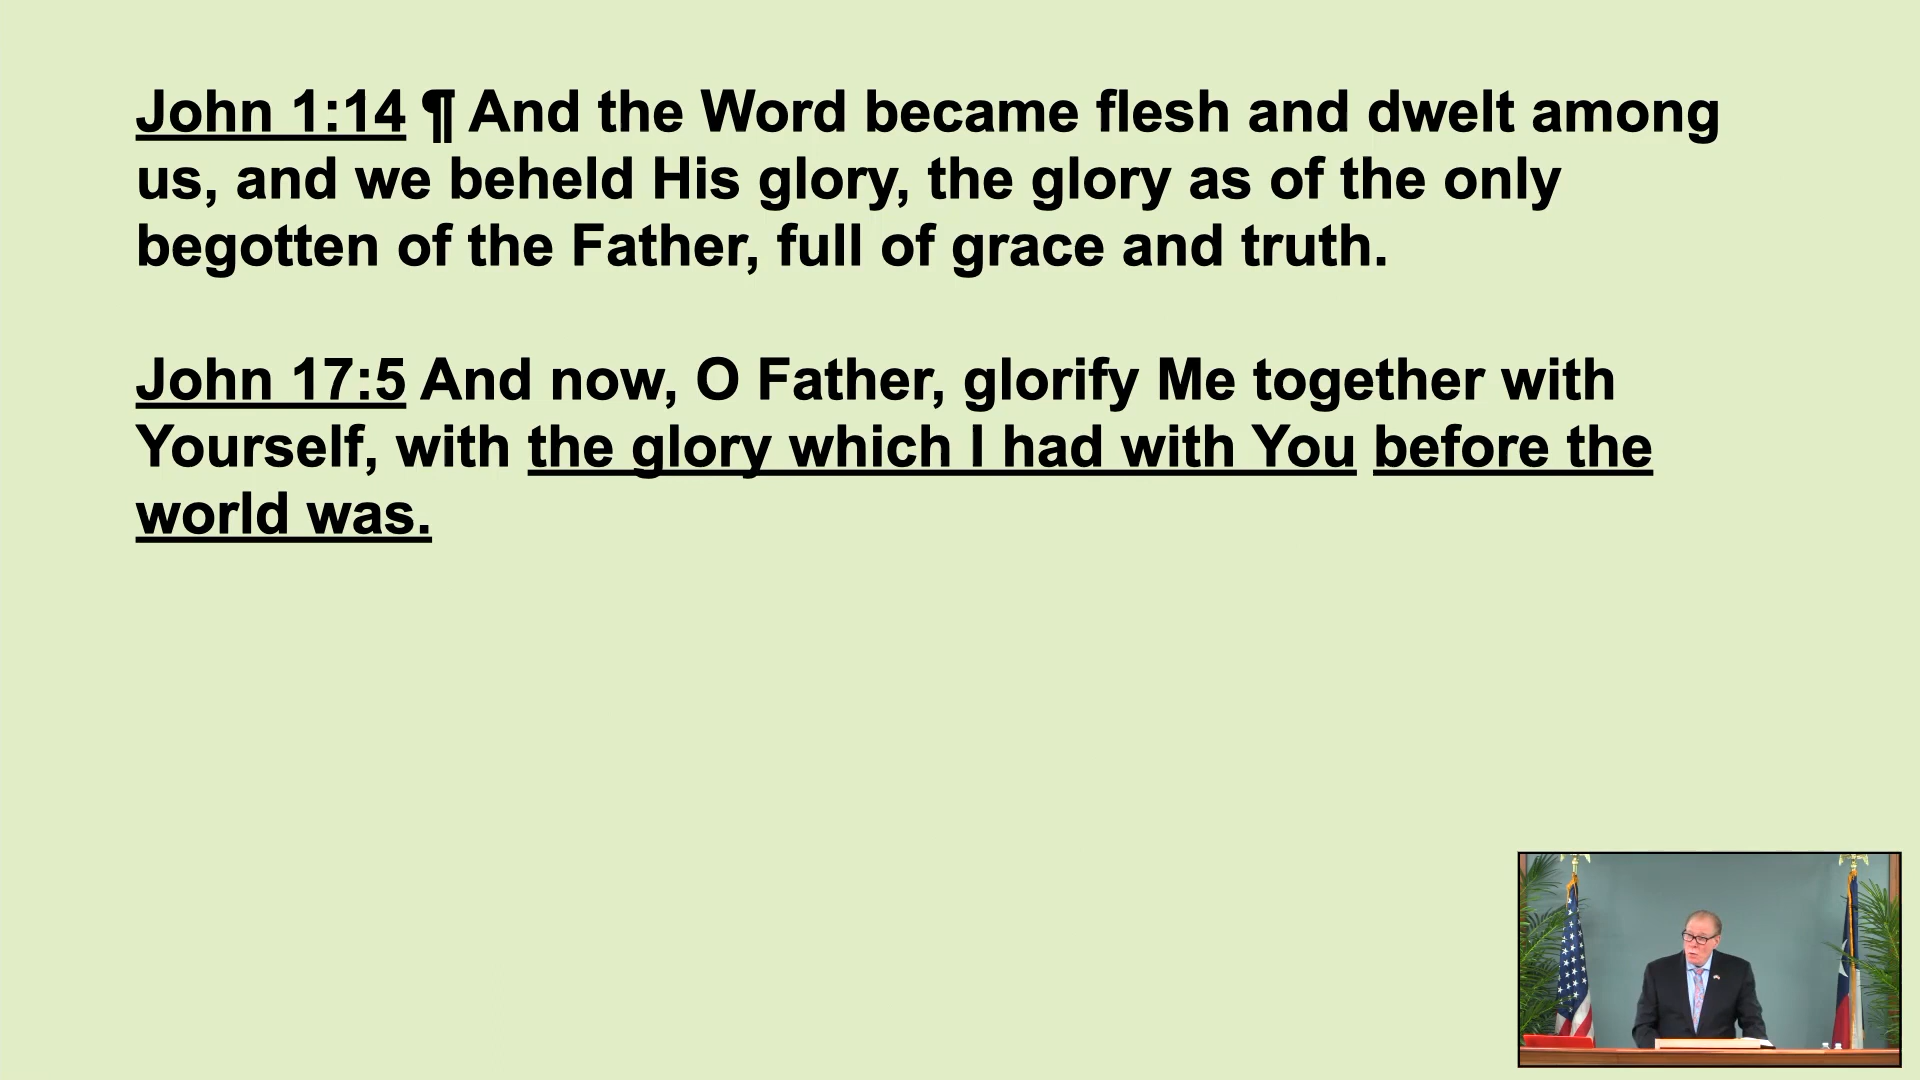 John 1:14 ¶ And the Word became flesh and dwelt among
us, and we beheld His glory, the glory as of the only
begotten of the Father, full of grace and truth.
John 17:5 And now, O Father, glorify Me together with
Yourself, with the glory which I had with You before the
world was.